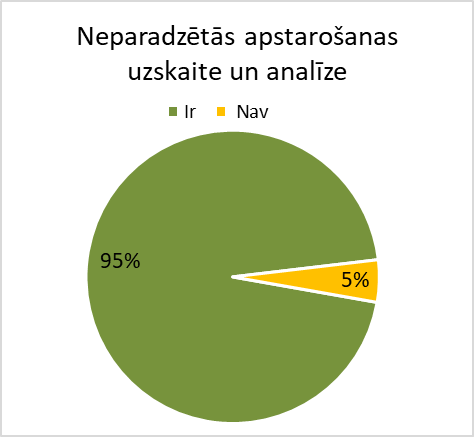 Neparadzētās apstarošanas
uzskaite un analīze
Ir Nav
95%
5%